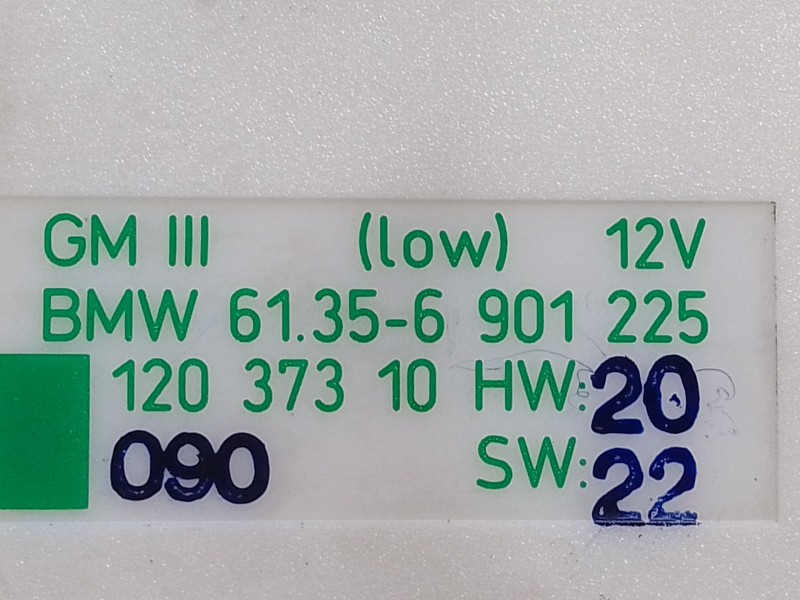 GM III (low) 12V
BMW 61.35-6 901 225
120 373 10 HW:20
090 SW:22